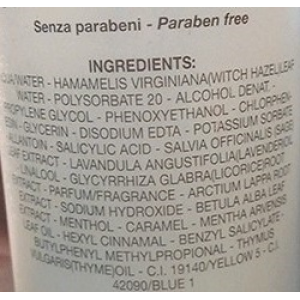 Senza parabeni - Paraben free
INGREDIENTS:
AQUA/WATER - HAMAMELIS VIRGINIANA(WITCH HAZEL)LEAF
WATER - POLYSORBATE 20 - ALCOHOL DENAT. -
PROPYLENE GLYCOL - PHENOXYETHANOL - CHLORPHEN-
ESIN - GLYCERIN - DISODIUM EDTA - POTASSIUM SORBATE
- ALLANTOIN - SALICYLIC ACID - SALVIA OFFICINALIS (SAGE)
LEAF EXTRACT - LAVANDULA ANGUSTIFOLIA(LAVENDER)OIL
- LINALOOL - GLYCYRRHIZA GLABRA(LICORICE)ROOT
EXTRACT - PARFUM/FRAGRANCE - ARCTIUM LAPPA ROOT
EXTRACT - SODIUM HYDROXIDE - BETULA ALBA LEAF
EXTRACT - MENTHOL - CARAMEL - MENTHA ARVENSIS
LEAF OIL - HEXYL CINNAMAL - BENZYL SALICYLATE -
BUTYLPHENYL METHYLPROPIONAL - THYMUS
VULGARIS(THYME)OIL - C.I. 19140/YELLOW 5 - C.I.
42090/BLUE 1